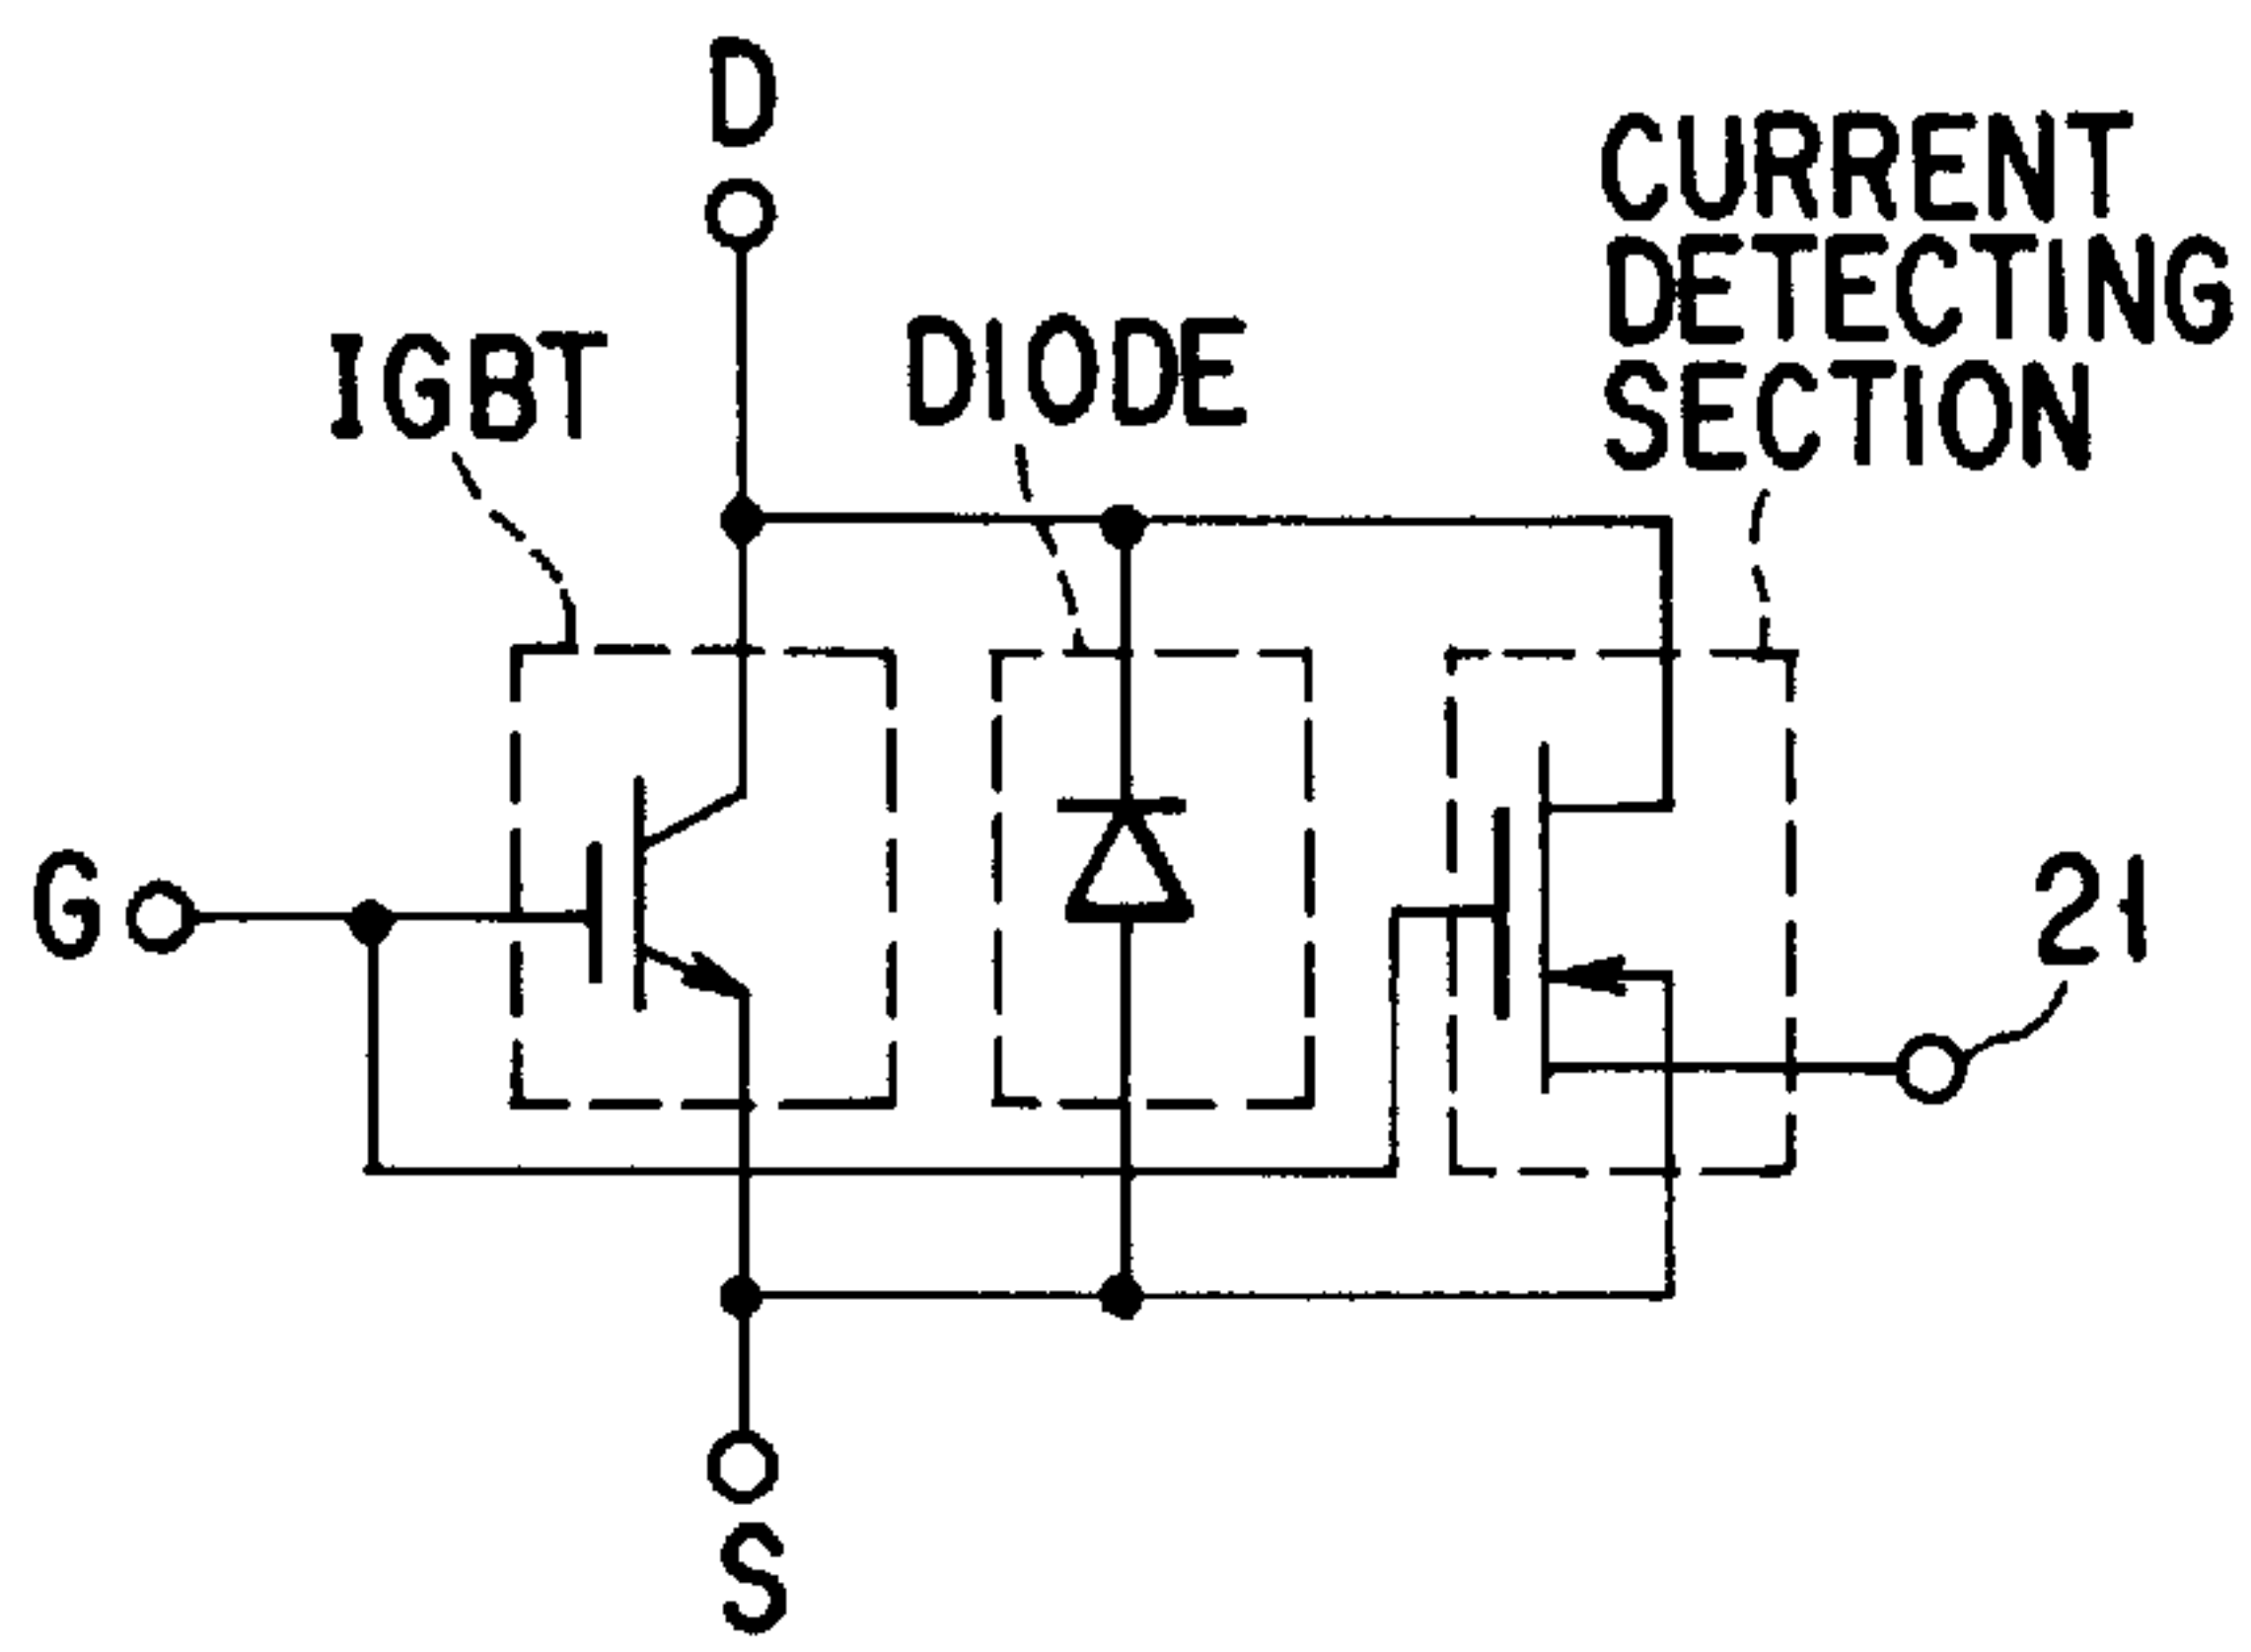 D
CURRENT
DETECTING
SECTION
IGBT
DIODE
G
21
S